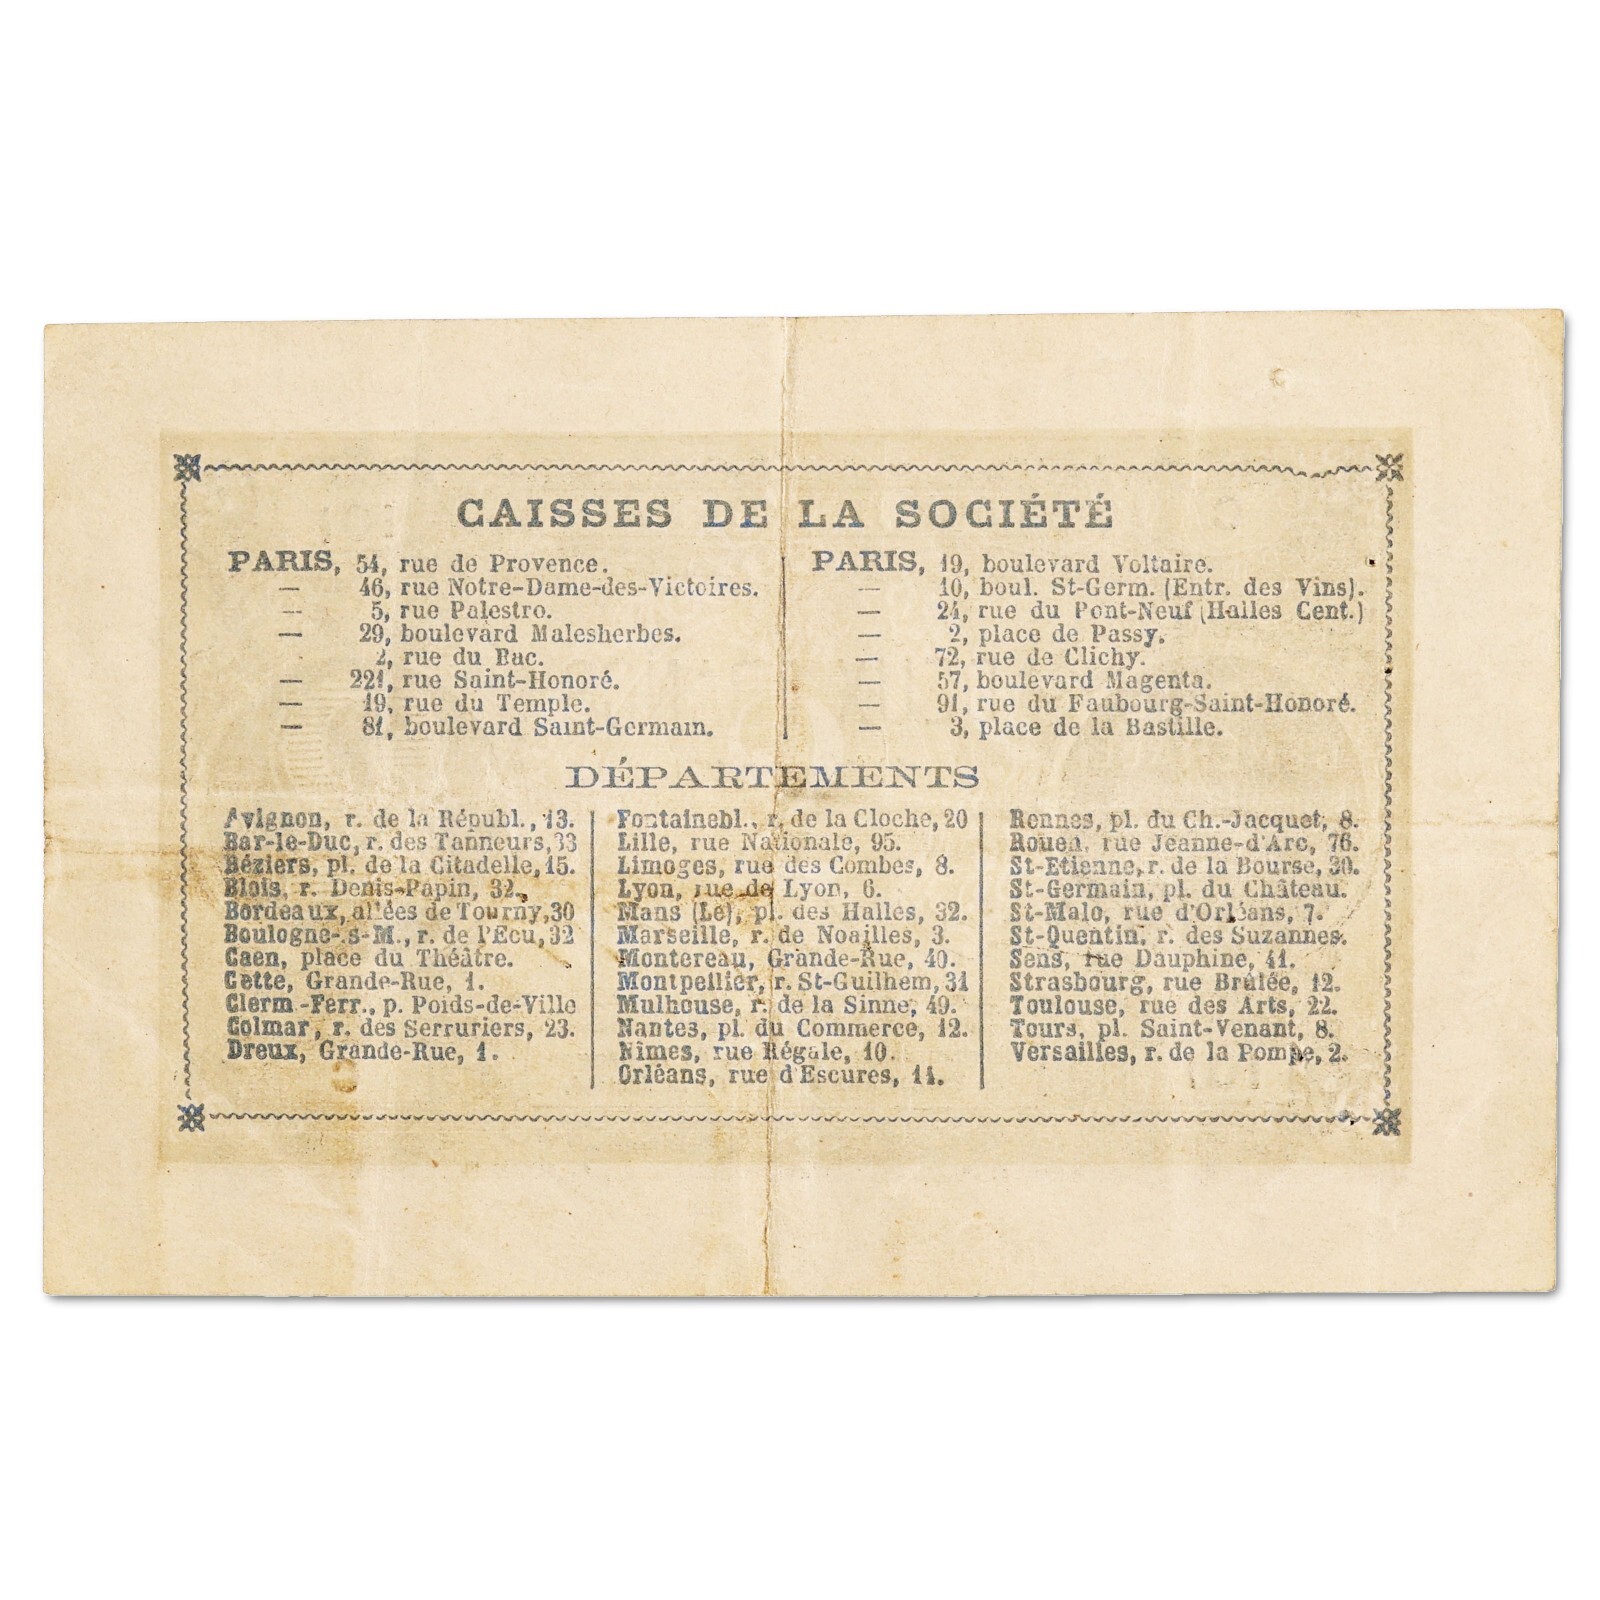 CAISSES DE LA SOCIÉTÉ
PARIS, 54, rue de Provence.
— 46, rue Notre-Dame-des-Victoires.
— 5, rue Palestro.
— 29, boulevard Malesherbes.
2, rue du Bac.
— 221, rue Saint-Honoré.
— 19, rue du Temple.
— 81, boulevard Saint-Germain.
PARIS, 19, boulevard Voltaire.
— 10, boul. St-Germ. (Entr. des Vins).
— 24, rue du Pont-Neuf (Halles Cent.)
— 2, place de Passy.
— 72, rue de Clichy.
— 57, boulevard Magenta.
— 91, rue du Faubourg-Saint-Honoré.
— 3, place de la Bastille.
DÉPARTEMENTS
Avignon, r. de la Républ., 13.
Bar-le-Duc, r. des Tanneurs, 33
Béziers, pl. de la Citadelle, 15.
Blois, r. Denis-Papin, 32.
Bordeaux, allées de Tourny, 30
Boulogne-s-M., r. de l'Écu, 32
Caen, place du Théâtre.
Cette, Grande-Rue, 1.
Clerm.-Ferr., p. Poids-de-Ville
Colmar, r. des Serruriers, 23.
Dreux, Grande-Rue, 1.
Fontainebl., r. de la Cloche, 20
Lille, rue Nationale, 95.
Limoges, rue des Combes, 8.
Lyon, rue de Lyon, 6.
Mans (Le), pl. des Halles, 32.
Marseille, r. de Noailles, 3.
Montereau, Grande-Rue, 40.
Montpellier, r. St-Guilhem, 31
Mulhouse, r. de la Sinne, 49.
Nantes, pl. du Commerce, 12.
Nîmes, rue Régale, 10.
Orléans, rue d'Escures, 14.
Rennes, pl. du Ch.-Jacquet, 8.
Rouen, rue Jeanne-d'Arc, 76.
St-Etienne, r. de la Bourse, 30.
St-Germain, pl. du Château.
St-Malo, rue d'Orléans, 7.
St-Quentin, r. des Suzannes.
Sens, rue Dauphine, 41.
Strasbourg, rue Brûlée, 12.
Toulouse, rue des Arts, 22.
Tours, pl. Saint-Venant, 8.
Versailles, r. de la Pompe, 2.